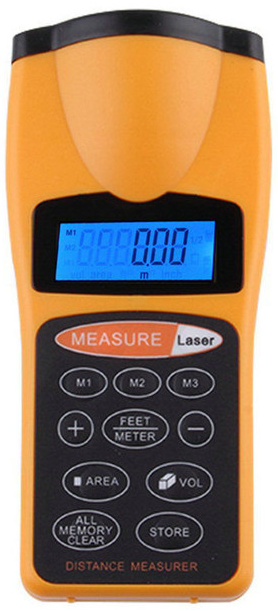 M1
0.00
m
MEASURE Laser
M1 M2 M3
+ FEET −
METER
AREA VOL
ALL
MEMORY
CLEAR
STORE
DISTANCE MEASURER